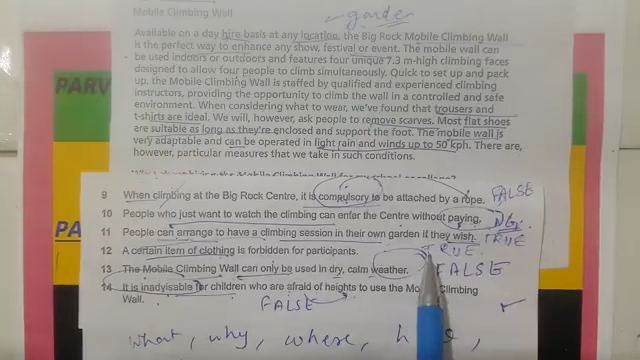 Mobile Climbing Wall
garde
Available on a day hire basis at any location, the Big Rock Mobile Climbing Wall
is the perfect way to enhance any show, festival or event. The mobile wall can
be used indoors or outdoors and features four unique 7.3 m-high climbing faces
designed to allow four people to climb simultaneously. Quick to set up and pack
up, the Mobile Climbing Wall is staffed by qualified and experienced climbing
instructors, providing the opportunity to climb the wall in a controlled and safe
environment. When considering what to wear, we've found that trousers and
t-shirts are ideal. We will, however, ask people to remove scarves. Most flat shoes
are suitable as long as they're enclosed and support the foot. The mobile wall is
very adaptable and can be operated in light rain and winds up to 50 kph. There are,
however, particular measures that we take in such conditions.
9 When climbing at the Big Rock Centre, it is compulsory to be attached by a rope. FALSE
10 People who just want to watch the climbing can enter the Centre without paying. NG
11 People can arrange to have a climbing session in their own garden if they wish. TRUE
12 A certain item of clothing is forbidden for participants. TRUE
13 The Mobile Climbing Wall can only be used in dry, calm weather. FALSE
14 It is inadvisable for children who are afraid of heights to use the Mo Climbing
Wall. FALSE
What, why, where,
PARV
PA